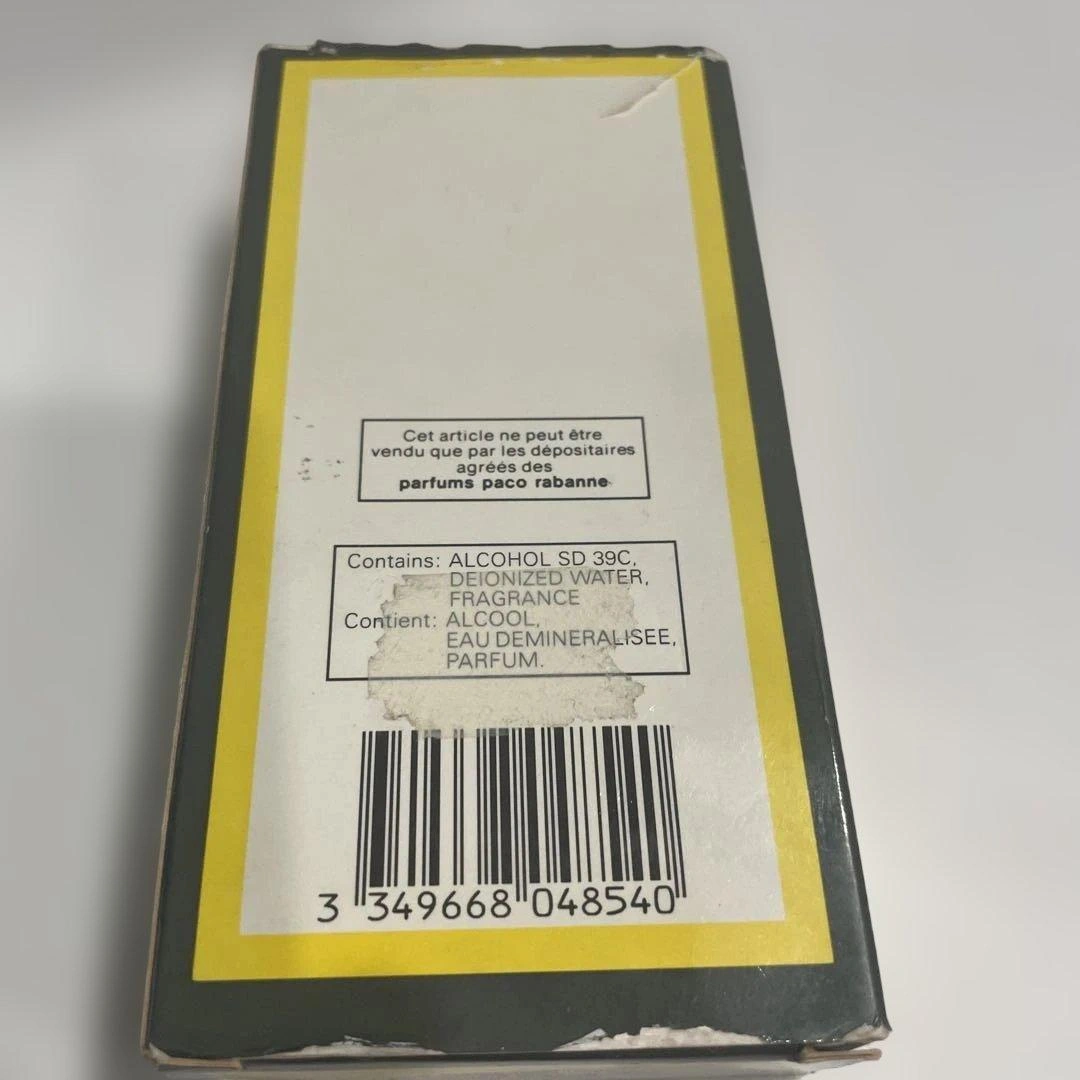 Cet article ne peut être
vendu que par les dépositaires
agréés des
parfums paco rabanne
Contains: ALCOHOL SD 39C,
DEIONIZED WATER,
FRAGRANCE
Contient: ALCOOL,
EAU DEMINERALISEE,
PARFUM.
3 349668 048540